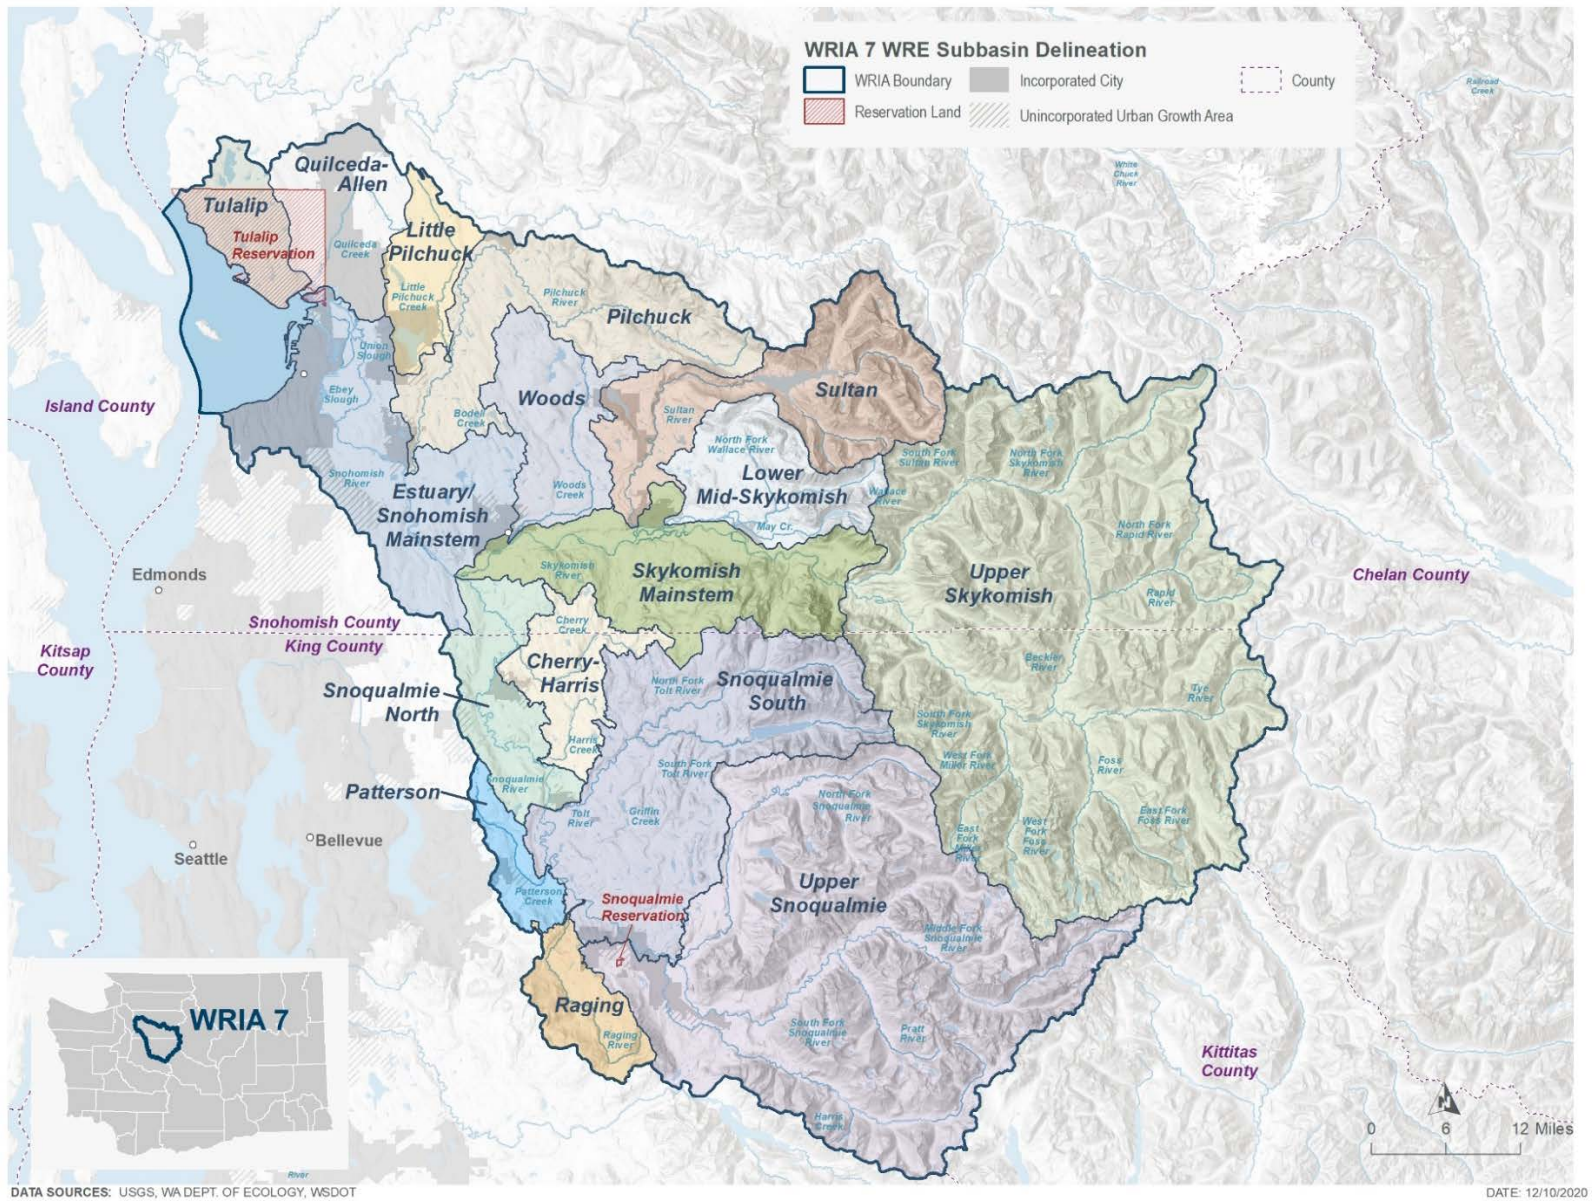 WRIA 7 WRE Subbasin Delineation
WRIA Boundary
Incorporated City
County
Reservation Land
Unincorporated Urban Growth Area
Railroad
Creek
White
Chuck
River
Quilceda-
Allen
Tulalip
Tulalip
Reservation
Quilceda
Creek
Little
Pilchuck
Little
Pilchuck
Creek
Pilchuck
River
Pilchuck
Union
Slough
Ebey
Slough
Island County
Woods
Bodell
Creek
Sultan
River
Sultan
North Fork
Wallace River
South Fork
Sultan River
North Fork
Skykomish
River
Snohomish
River
Estuary/
Snohomish
Mainstem
Woods
Creek
Lower
Mid-Skykomish
Wallace
River
May Cr.
North Fork
Rapid River
Edmonds
Skykomish
River
Skykomish
Mainstem
Upper
Skykomish
Rapid
River
Chelan County
Snohomish County
King County
Kitsap
County
Cherry
Creek
Cherry-
Harris
Beckler
River
Tye
River
Snoqualmie
North
North Fork
Tolt River
Snoqualmie
South
South Fork
Skykomish
River
Harris
Creek
West Fork
Miller River
Foss
River
South Fork
Tolt River
Patterson
Snoqualmie
River
Tolt
River
Griffin
Creek
North Fork
Snoqualmie
River
East Fork
Foss River
East
Fork
Miller
River
West
Fork
Foss
River
Seattle
Bellevue
Patterson
Creek
Snoqualmie
Reservation
Upper
Snoqualmie
Middle Fork
Snoqualmie
River
Raging
Raging
River
South Fork
Snoqualmie
River
Pratt
River
Kittitas
County
Harris
Creek
WRIA 7
River
N
0 6 12 Miles
DATA SOURCES: USGS, WA DEPT. OF ECOLOGY, WSDOT
DATE: 12/10/2020